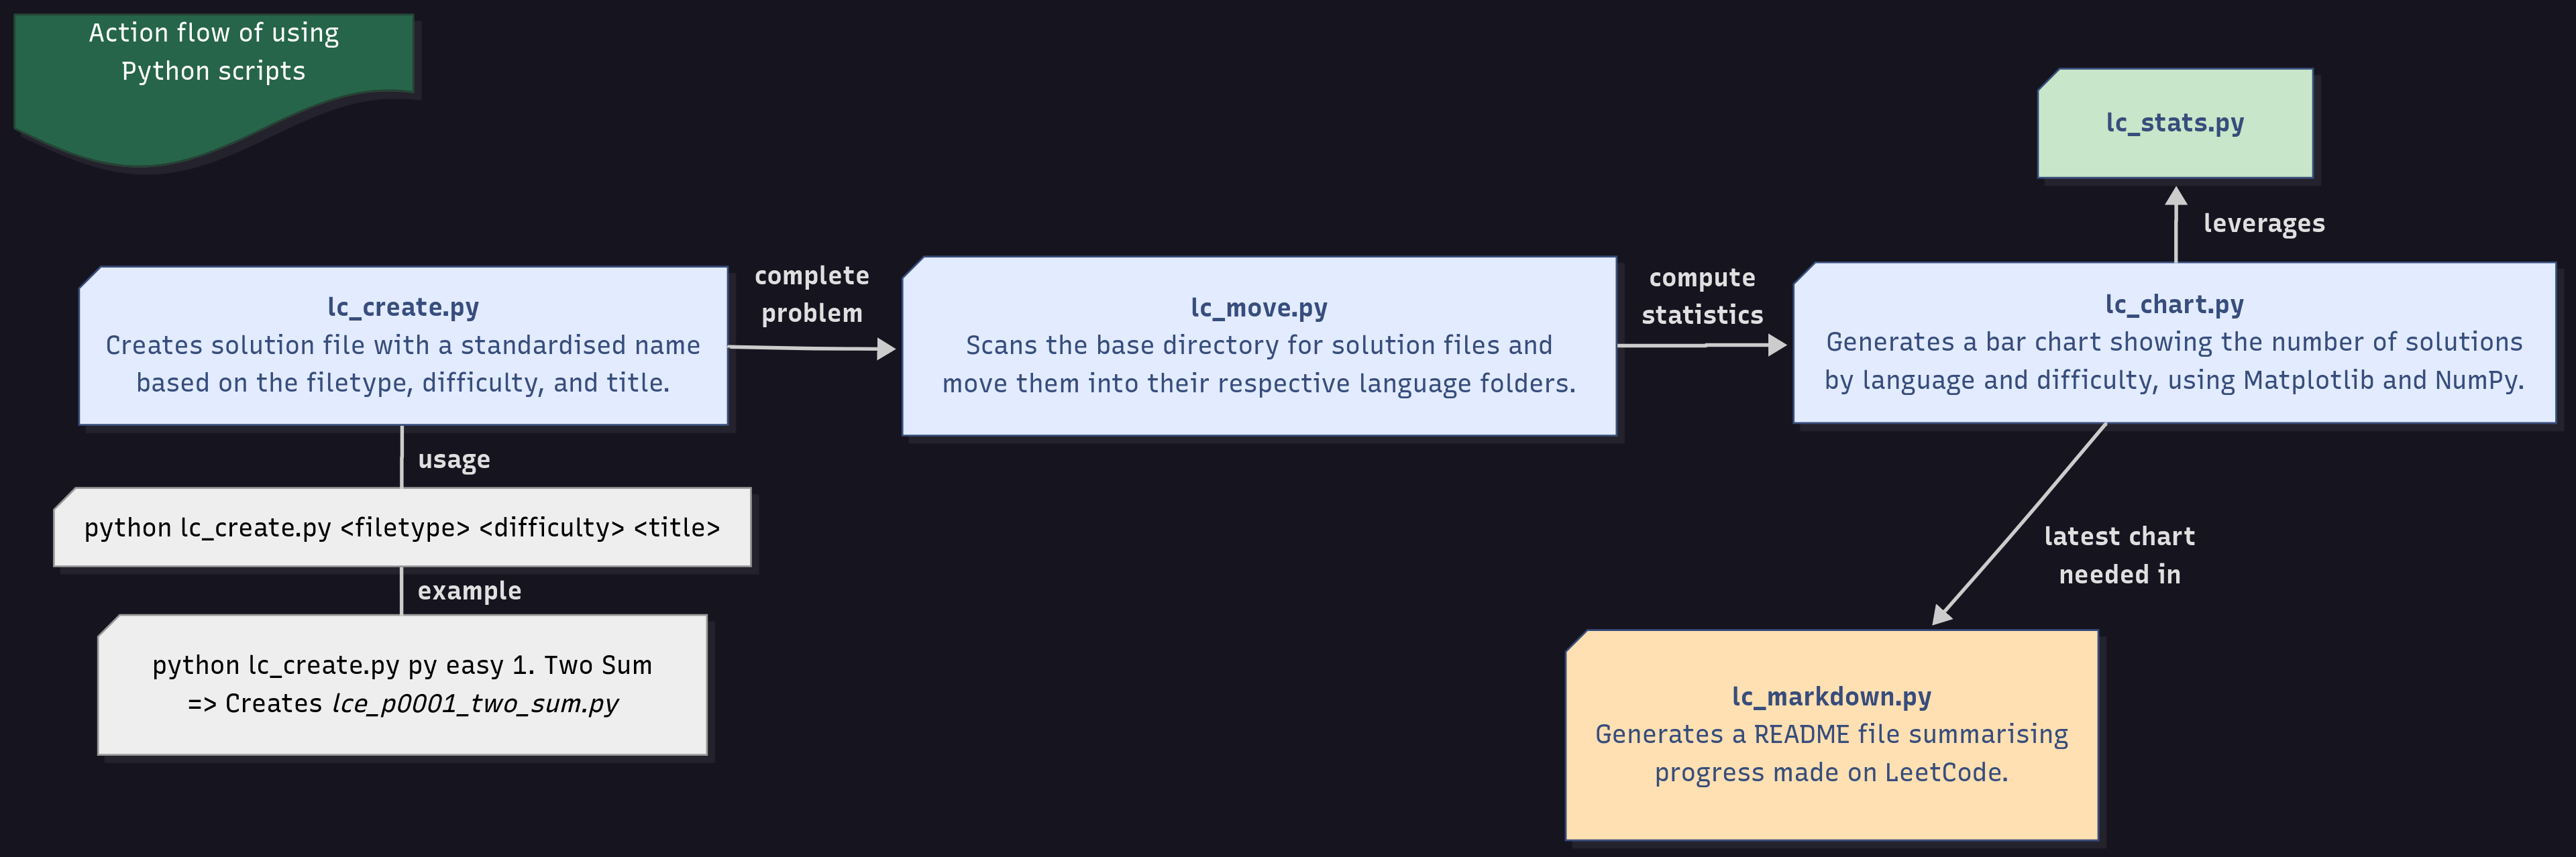 Action flow of using
Python scripts
lc_stats.py
leverages
lc_create.py
Creates solution file with a standardised name
based on the filetype, difficulty, and title.
complete
problem
lc_move.py
Scans the base directory for solution files and
move them into their respective language folders.
compute
statistics
lc_chart.py
Generates a bar chart showing the number of solutions
by language and difficulty, using Matplotlib and NumPy.
usage
python lc_create.py <filetype> <difficulty> <title>
example
python lc_create.py py easy 1. Two Sum
=> Creates lce_p0001_two_sum.py
latest chart
needed in
lc_markdown.py
Generates a README file summarising
progress made on LeetCode.